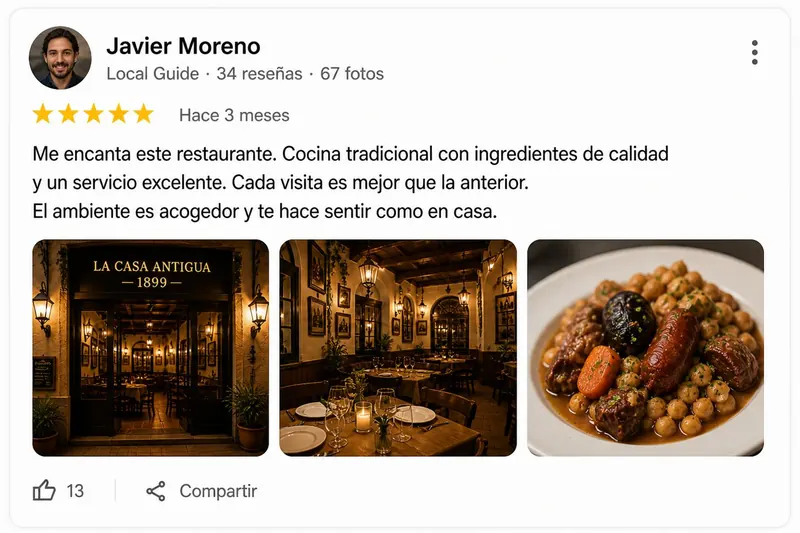 Javier Moreno
Local Guide · 34 reseñas · 67 fotos
Hace 3 meses
Me encanta este restaurante. Cocina tradicional con ingredientes de calidad
y un servicio excelente. Cada visita es mejor que la anterior.
El ambiente es acogedor y te hace sentir como en casa.
LA CASA ANTIGUA
— 1899 —
13
Compartir